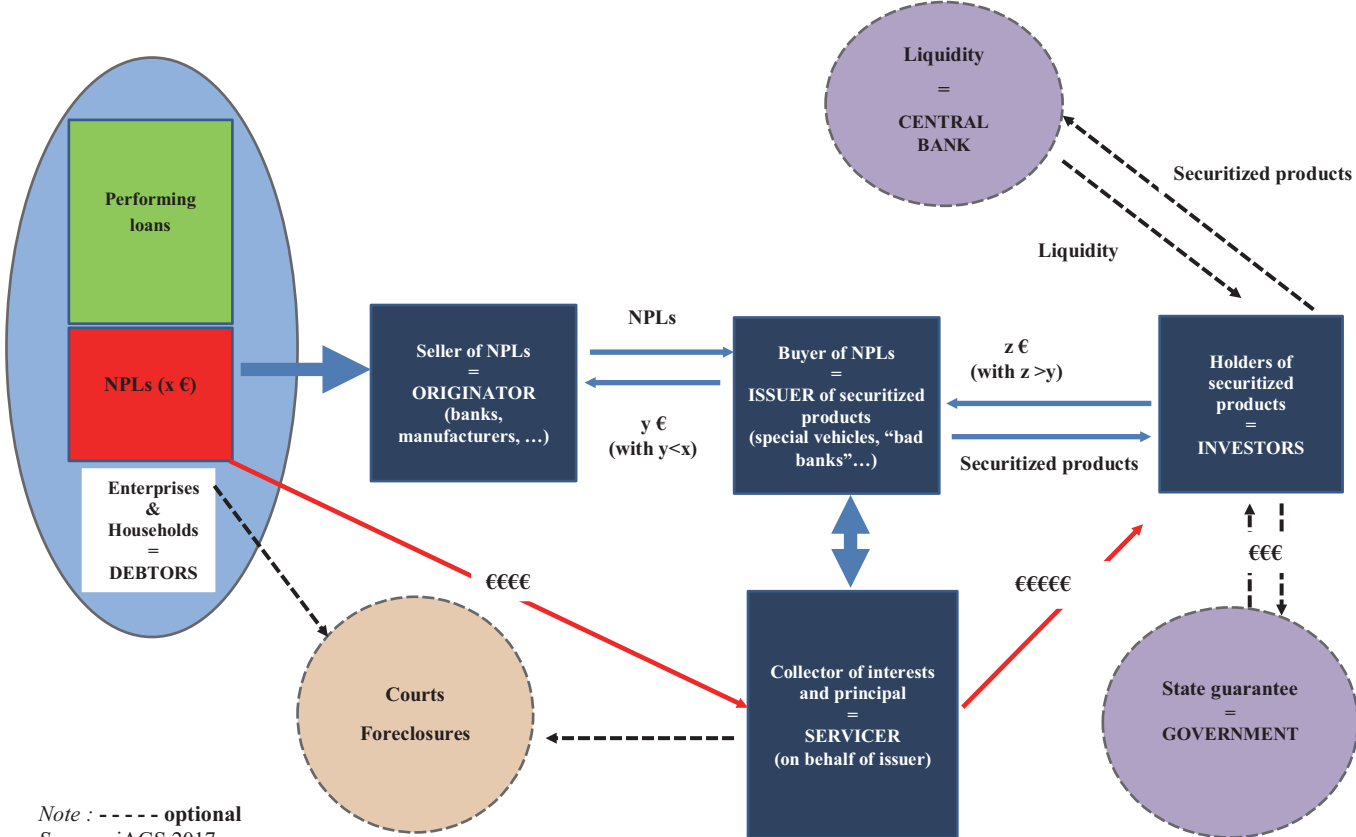 Liquidity
=
CENTRAL
BANK
Securitized products
Liquidity
Performing
loans
NPLs (x €)
Enterprises
&
Households
=
DEBTORS
Seller of NPLs
=
ORIGINATOR
(banks,
manufacturers, …)
NPLs
y €
(with y<x)
Buyer of NPLs
=
ISSUER of securitized
products
(special vehicles, “bad
banks”…)
z €
(with z >y)
Securitized products
Holders of
securitized
products
=
INVESTORS
€€€€
€€€€€
€€€
Courts
Foreclosures
Collector of interests
and principal
=
SERVICER
(on behalf of issuer)
State guarantee
=
GOVERNMENT
Note : - - - - - optional
iAGS 2017